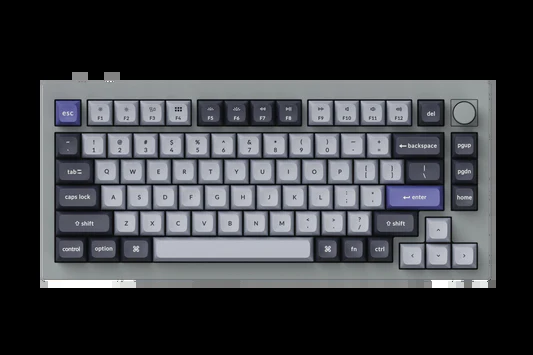 esc F1 F2 F3 F4 F5 F6 F7 F8 F9 F10 F11 F12 del
~ ! @ # $ % ^ & * ( ) — +
1 2 3 4 5 6 7 8 9 0 - = backspace pgup
tab Q W E R T Y U I O P { } |
[ ] \ pgdn
caps lock A S D F G H J K L : " enter home
; '
shift Z X C V B N M < > ? shift
, . /
control option ⌘ ⌘ fn ctrl